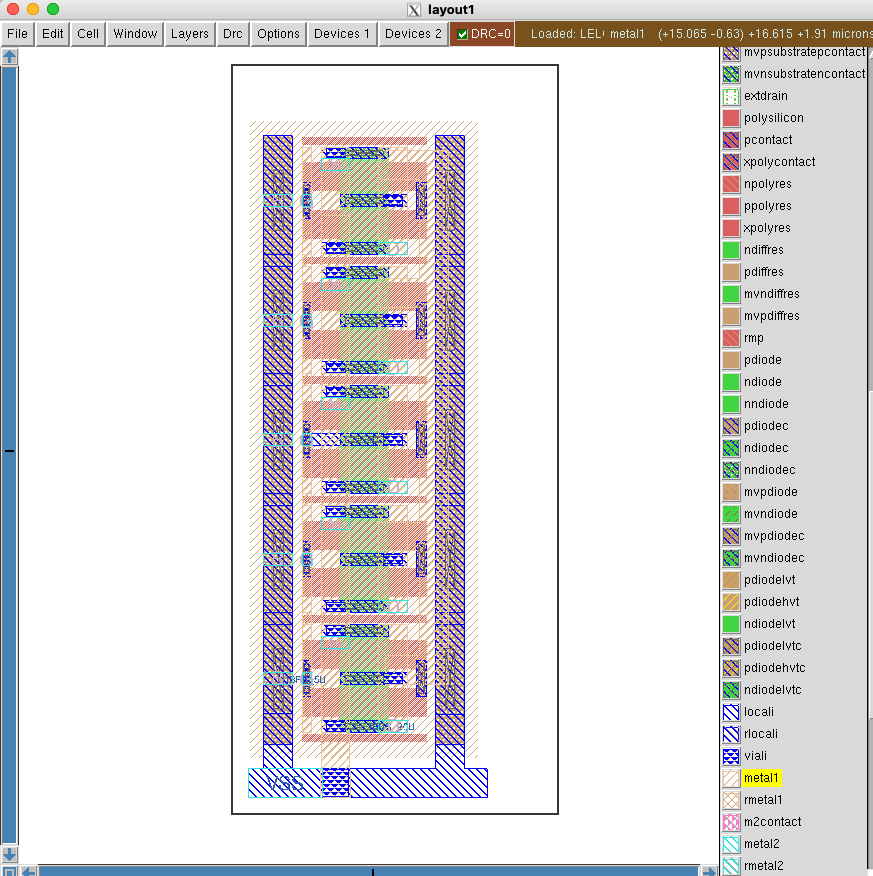 layout1
File Edit Cell Window Layers Drc Options Devices 1 Devices 2 DRC=0 Loaded: LEL metal1 (+15.065 -0.63) +16.615 +1.91 microns
mvpsubstratepcontact
mvnsubstratencontact
extdrain
polysilicon
pcontact
xpolycontact
npolyres
ppolyres
xpolyres
ndiffres
pdiffres
mvndiffres
mvpdiffres
rmp
pdiode
ndiode
nndiode
pdiodec
ndiodec
nndiodec
mvpdiode
mvndiode
mvpdiodec
mvndiodec
pdiodelvt
pdiodehvt
ndiodelvt
pdiodelvtc
pdiodehvtc
ndiodelvtc
locali
rlocali
viali
metal1
rmetal1
m2contact
metal2
rmetal2
VSS